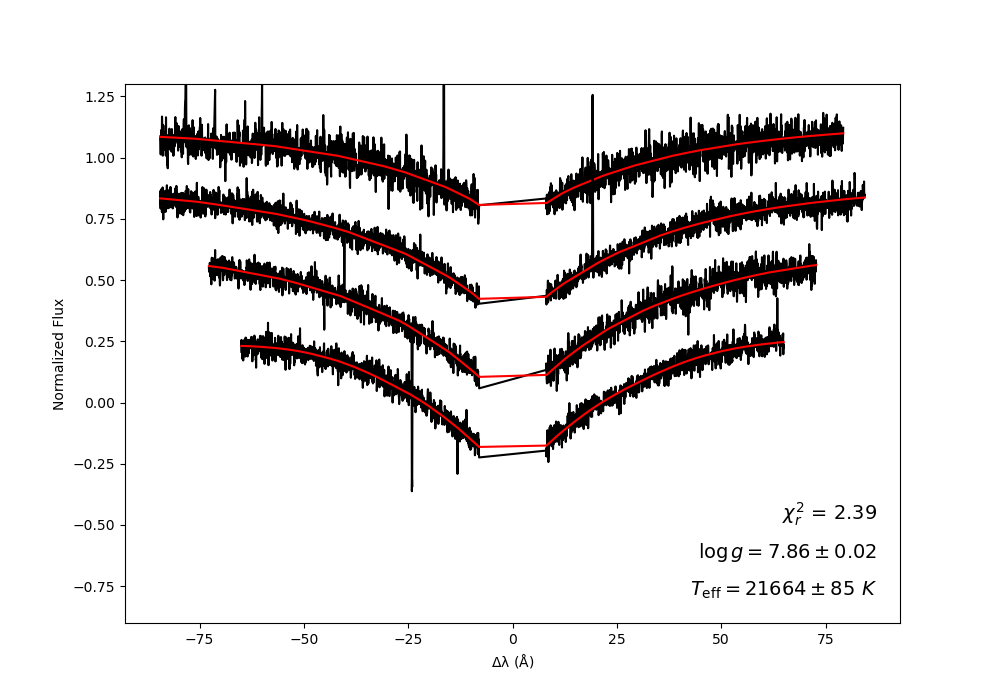 1.25
1.00
0.75
0.50
0.25
0.00
−0.25
−0.50
−0.75
Normalized Flux
χ²ᵣ = 2.39
log g = 7.86 ± 0.02
T_eff = 21664 ± 85 K
−75 −50 −25 0 25 50 75
Δλ (Å)